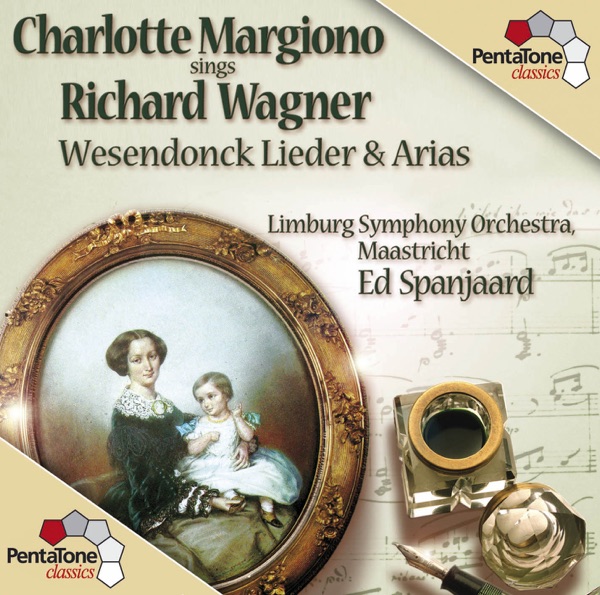 Charlotte Margiono
sings
Richard Wagner
Wesendonck Lieder & Arias
PentaTone
classics
Limburg Symphony Orchestra,
Maastricht
Ed Spanjaard
PentaTone
classics